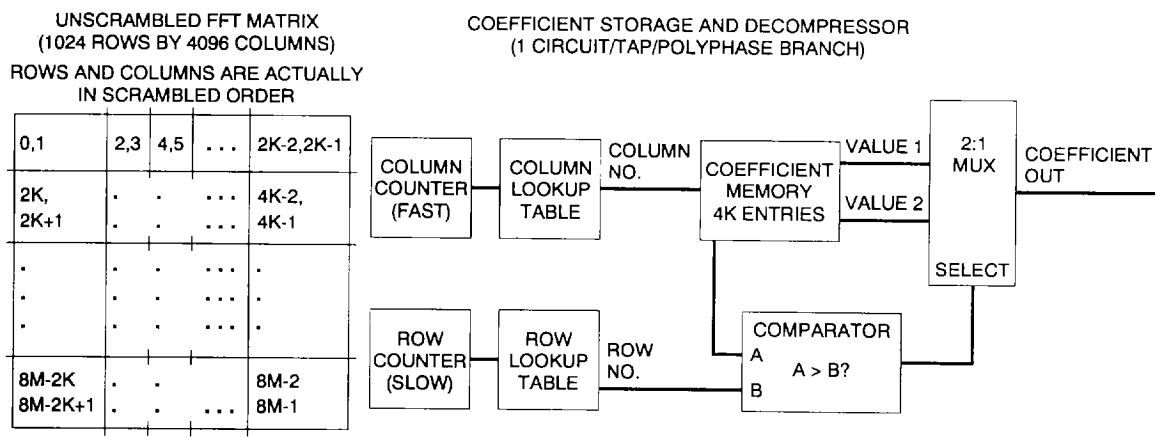 UNSCRAMBLED FFT MATRIX
(1024 ROWS BY 4096 COLUMNS)
ROWS AND COLUMNS ARE ACTUALLY
IN SCRAMBLED ORDER
0,1 2,3 4,5 ... 2K-2,2K-1
2K, . . ... 4K-2,
2K+1 . . ... 4K-1
. . . ... .
. . . ... .
. . . ... .
8M-2K . . 8M-2
8M-2K+1 . . ... 8M-1
COEFFICIENT STORAGE AND DECOMPRESSOR
(1 CIRCUIT/TAP/POLYPHASE BRANCH)
COLUMN
COUNTER
(FAST)
COLUMN
LOOKUP
TABLE
COLUMN
NO.
COEFFICIENT
MEMORY
4K ENTRIES
VALUE 1
VALUE 2
2:1
MUX
SELECT
COEFFICIENT
OUT
ROW
COUNTER
(SLOW)
ROW
LOOKUP
TABLE
ROW
NO.
COMPARATOR
A
A > B?
B